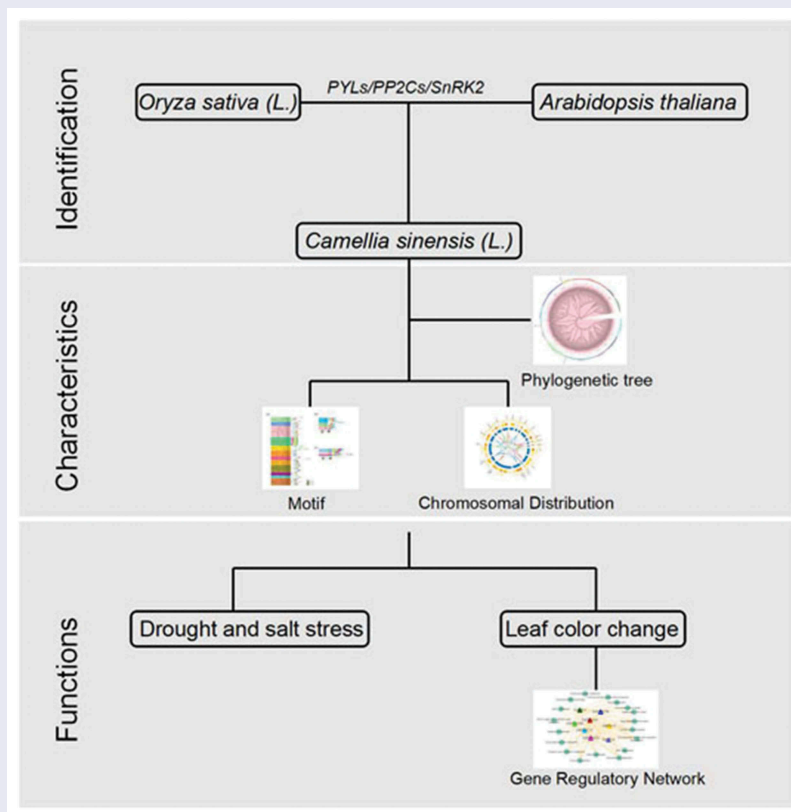 Identification
Oryza sativa (L.)
PYLs/PP2Cs/SnRK2
Arabidopsis thaliana
Camellia sinensis (L.)
Characteristics
Phylogenetic tree
Motif
Chromosomal Distribution
Functions
Drought and salt stress
Leaf color change
Gene Regulatory Network